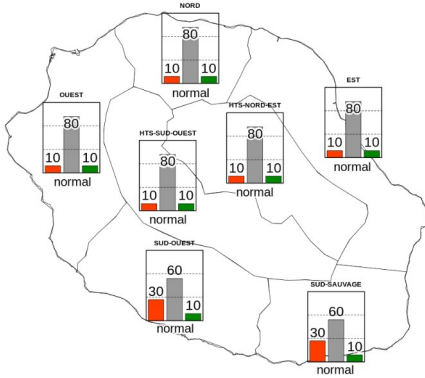 NORD
80
10 10
normal
EST
80
10 10
normal
OUEST
80
10 10
normal
HTS-NORD-EST
80
10 10
normal
HTS-SUD-OUEST
80
10 10
normal
SUD-OUEST
60
30 10
normal
SUD-SAUVAGE
60
30 10
normal